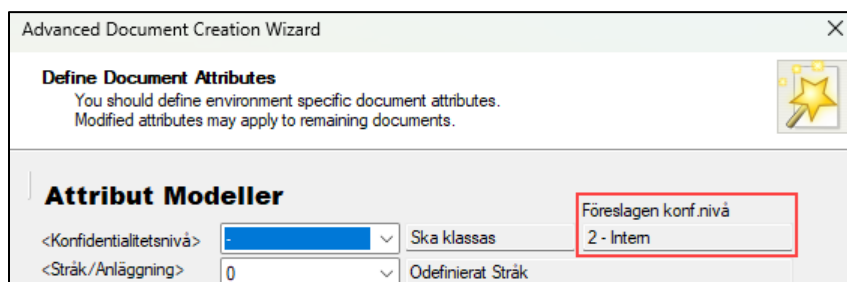 Advanced Document Creation Wizard
Define Document Attributes
You should define environment specific document attributes.
Modified attributes may apply to remaining documents.
Attribut Modeller
Föreslagen konf.nivå
<Konfidentialitetsnivå> - Ska klassas 2 - Intern
<Stråk/Anläggning> 0 Odefinierat Stråk